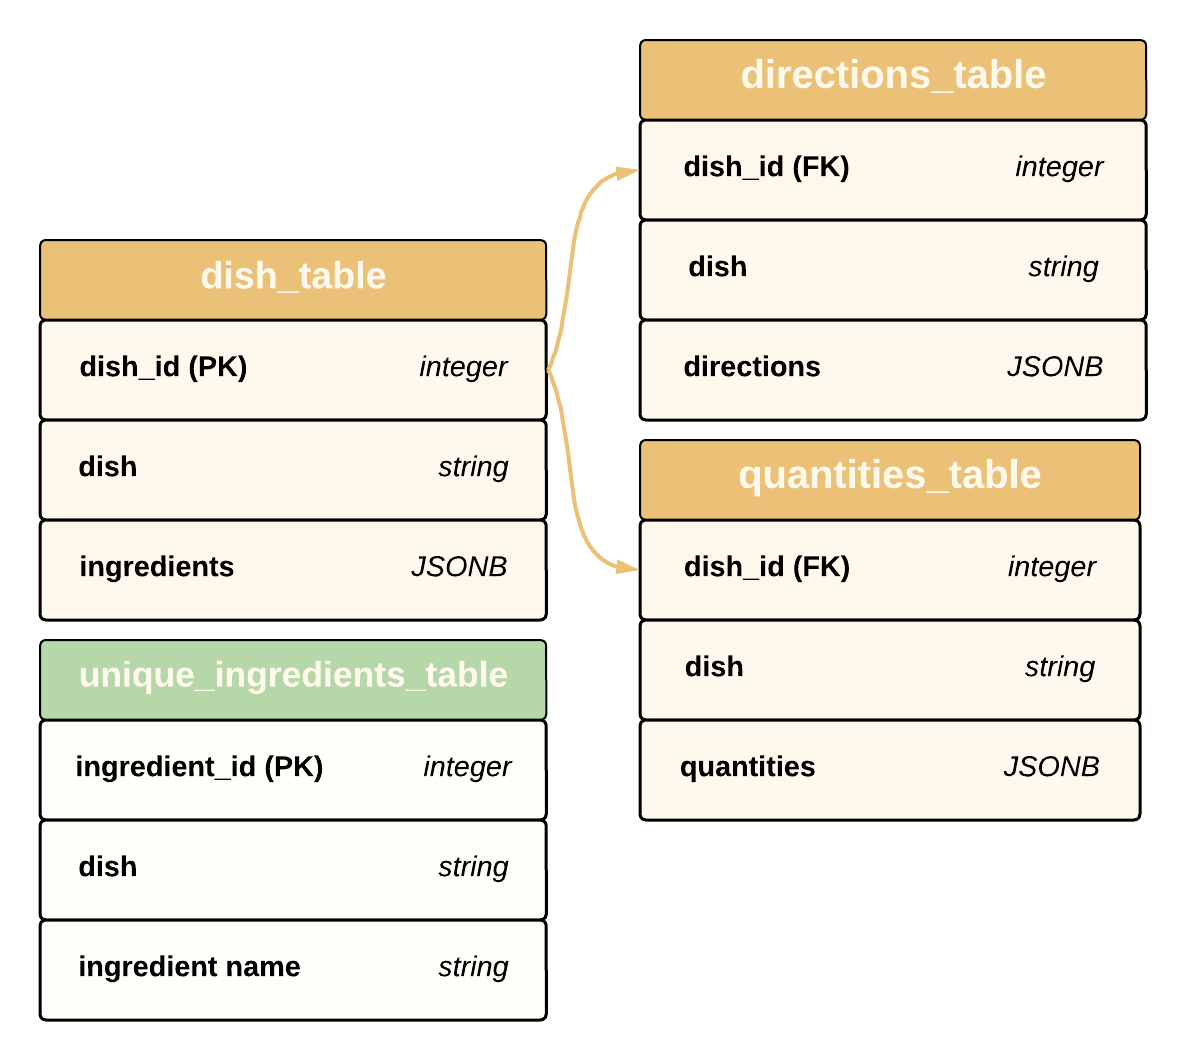 dish_table
dish_id (PK) integer
dish string
ingredients JSONB
unique_ingredients_table
ingredient_id (PK) integer
dish string
ingredient name string
directions_table
dish_id (FK) integer
dish string
directions JSONB
quantities_table
dish_id (FK) integer
dish string
quantities JSONB